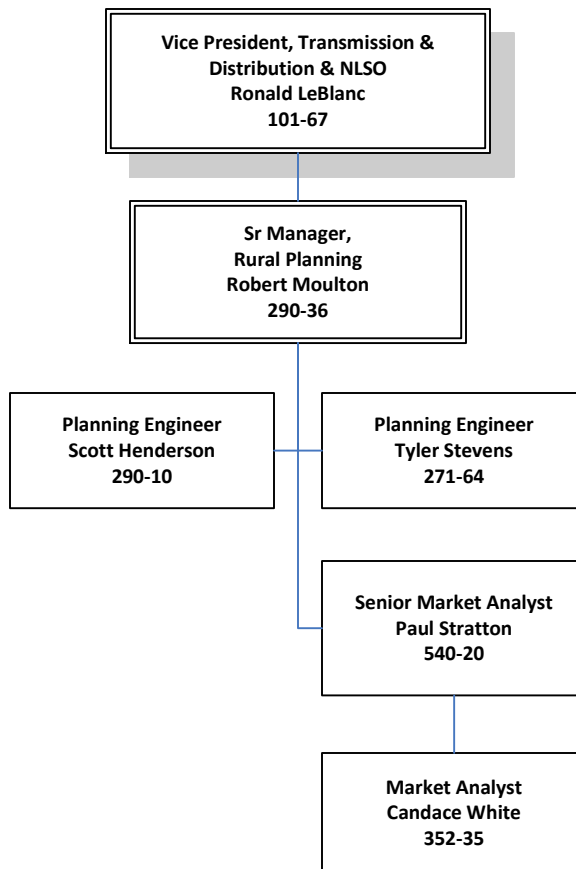 Vice President, Transmission &
Distribution & NLSO
Ronald LeBlanc
101-67
Sr Manager,
Rural Planning
Robert Moulton
290-36
Planning Engineer
Scott Henderson
290-10
Planning Engineer
Tyler Stevens
271-64
Senior Market Analyst
Paul Stratton
540-20
Market Analyst
Candace White
352-35